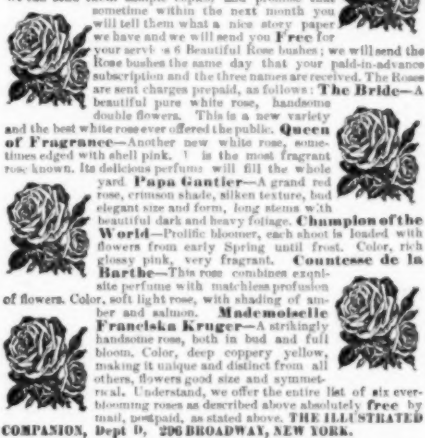 sometime within the next month you
will tell them what a nice story paper
we have and we will send you Free for
your servi s 6 Beautiful Rose bushes; we will send the
Rose bushes the same day that your paid-in-advance
subscription and the three names are received. The Roses
are sent charges prepaid, as follows: The Bride—A
beautiful pure white rose, handsome
double flowers. This is a new variety
and the best white rose ever offered the public. Queen
of Fragrance—Another new white rose, some-
times edged with shell pink. is the most fragrant
rose known. Its delicious perfume will fill the whole
yard. Papa Gantier—A grand red
rose, crimson shade, silken texture, bud
elegant size and form, long stems with
beautiful dark and heavy foliage. Champion of the
World—Prolific bloomer, each shoot is loaded with
flowers from early Spring until frost. Color, rich
glossy pink, very fragrant. Countesse de la
Barthe—This rose combines exqui-
site perfume with matchless profusion
of flowers. Color, soft light rose, with shading of am-
ber and salmon. Mademoiselle
Franciska Kruger—A strikingly
handsome rose, both in bud and full
bloom. Color, deep coppery yellow,
making it unique and distinct from all
others, flowers good size and symmet-
rical. Understand, we offer the entire list of six ever-
blooming roses as described above absolutely free by
mail, postpaid, as stated above. THE ILLUSTRATED
COMPANION, Dept D, 296 BROADWAY, NEW YORK.